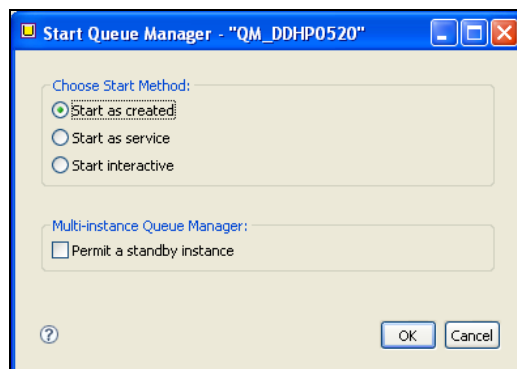 Start Queue Manager - "QM_DDHP0520"
Choose Start Method:
Start as created
Start as service
Start interactive
Multi-instance Queue Manager:
Permit a standby instance
?
OK
Cancel